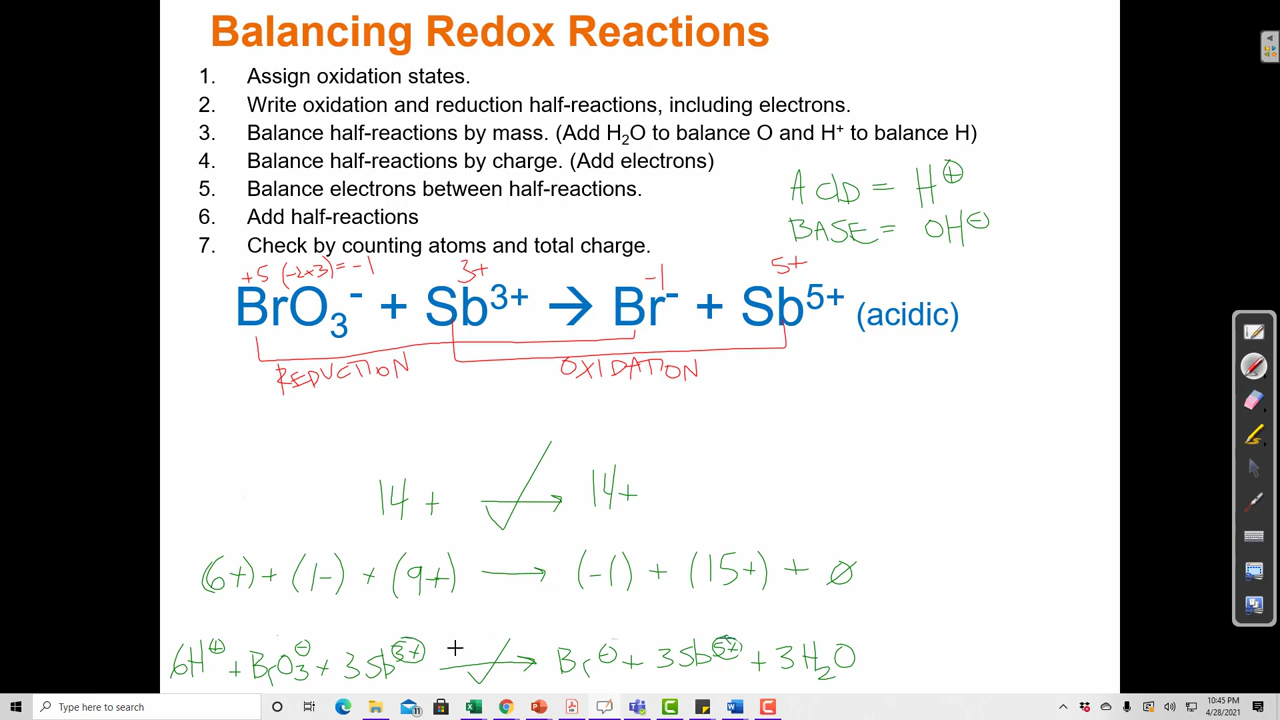 Balancing Redox Reactions
1. Assign oxidation states.
2. Write oxidation and reduction half-reactions, including electrons.
3. Balance half-reactions by mass. (Add H₂O to balance O and H⁺ to balance H)
4. Balance half-reactions by charge. (Add electrons)
5. Balance electrons between half-reactions.
6. Add half-reactions
7. Check by counting atoms and total charge.
ACID = H⊕
BASE = OH⊖
+5 (-2×3) = -1 3+ -1 5+
BrO₃⁻ + Sb³⁺ → Br⁻ + Sb⁵⁺ (acidic)
REDUCTION OXIDATION
14+ → 14+
(6+) + (1-) + (9+) → (-1) + (15+) + ∅
6H⊕ + BrO₃⊖ + 3Sb³⁺ → Br⊖ + 3Sb⁵⁺ + 3H₂O
Type here to search
11
10:45 PM
4/28/2021